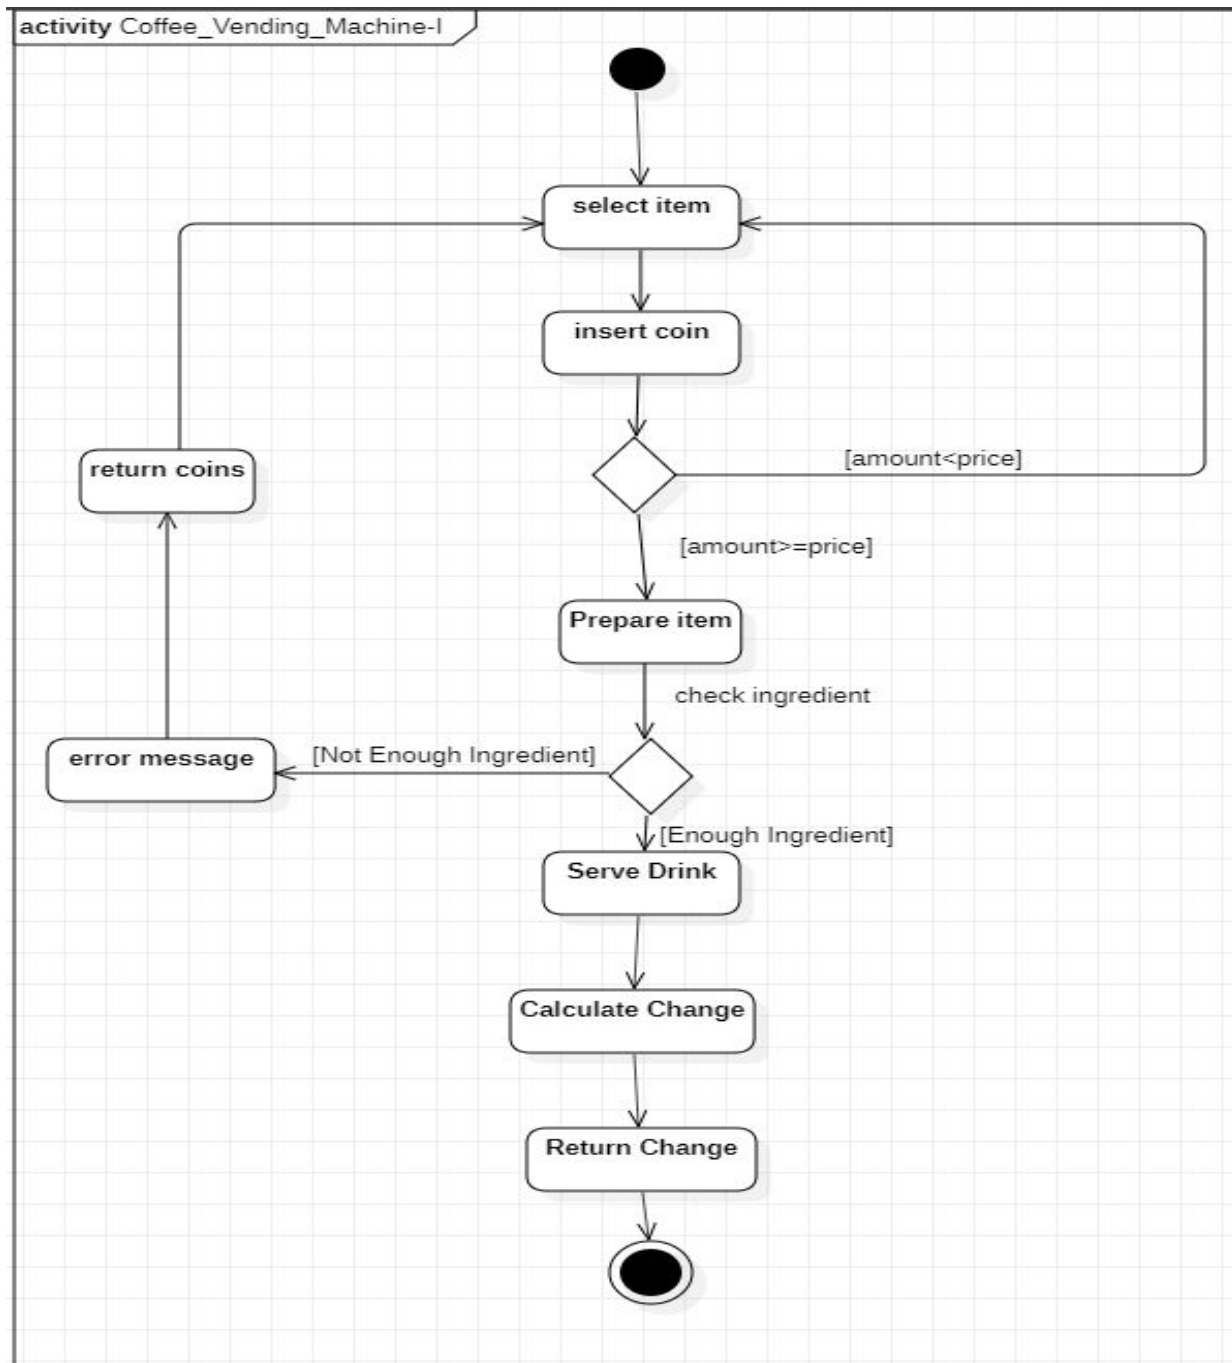 activity Coffee_Vending_Machine-I
select item
insert coin
[amount<price]
return coins
[amount>=price]
Prepare item
check ingredient
[Not Enough Ingredient]
error message
[Enough Ingredient]
Serve Drink
Calculate Change
Return Change